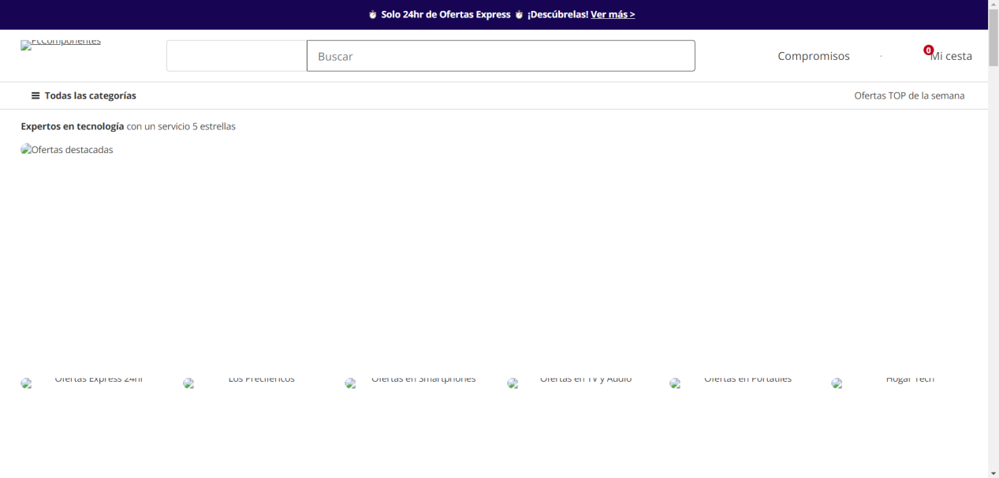 ⏱ Solo 24hr de Ofertas Express ⏱ ¡Descúbrelas! Ver más >
PcComponentes
Buscar
Compromisos
0
Mi cesta
Todas las categorías
Ofertas TOP de la semana
Expertos en tecnología con un servicio 5 estrellas
Ofertas destacadas
Ofertas Express 24hr
Los Preciféricos
Ofertas en Smartphones
Ofertas en TV y Audio
Ofertas en Portátiles
Hogar Tech